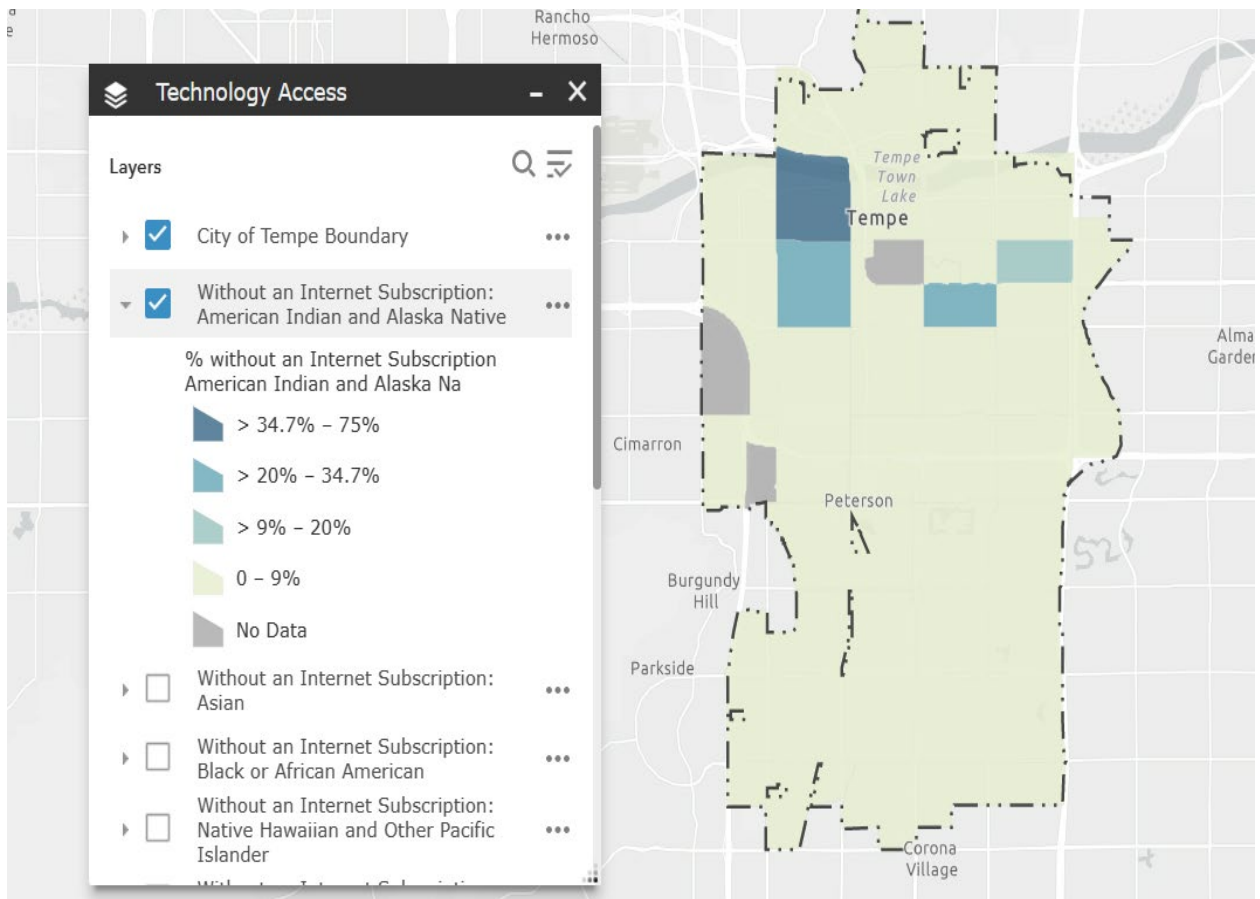 Rancho
Hermoso
Technology Access
Layers
City of Tempe Boundary
Without an Internet Subscription:
American Indian and Alaska Native
% without an Internet Subscription
American Indian and Alaska Na
> 34.7% – 75%
> 20% – 34.7%
> 9% – 20%
0 – 9%
No Data
Without an Internet Subscription:
Asian
Without an Internet Subscription:
Black or African American
Without an Internet Subscription:
Native Hawaiian and Other Pacific
Islander
Tempe
Town
Lake
Tempe
Alma
Garden
Cimarron
Peterson
Burgundy
Hill
Parkside
Corona
Village